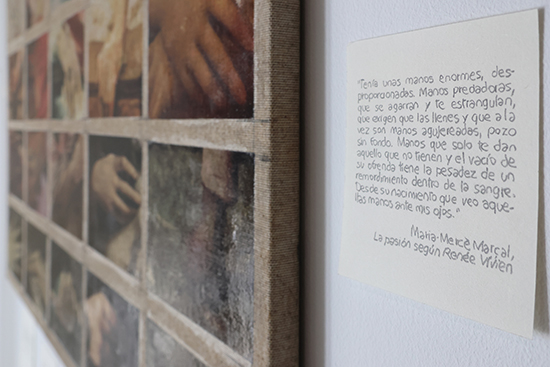 "Tenía unas manos enormes, des-
proporcionadas. Manos predadoras,
que se agarran y te estrangulan,
que exigen que las llenes y que a la
vez son manos agujereadas, pozo
sin fondo. Manos que solo te dan
aquello que no tienen y el vacío de
su ofrenda tiene la pesadez de un
remordimiento dentro de la sangre.
Desde su nacimiento que veo aque-
llas manos ante mis ojos."
Maria-Mercè Marçal,
La pasión según Renée Vivien